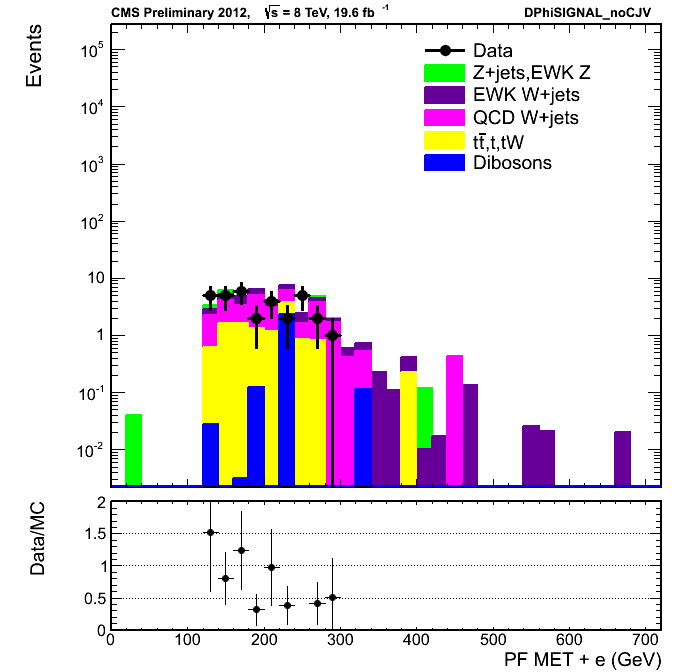 CMS Preliminary 2012, √s = 8 TeV, 19.6 fb⁻¹ DPhiSIGNAL_noCJV
Events
10⁵
10⁴
10³
10²
10
1
10⁻¹
10⁻²
Data
Z+jets,EWK Z
EWK W+jets
QCD W+jets
tt̄,t,tW
Dibosons
Data/MC
2
1.5
1
0.5
0
0 100 200 300 400 500 600 700
PF MET + e (GeV)